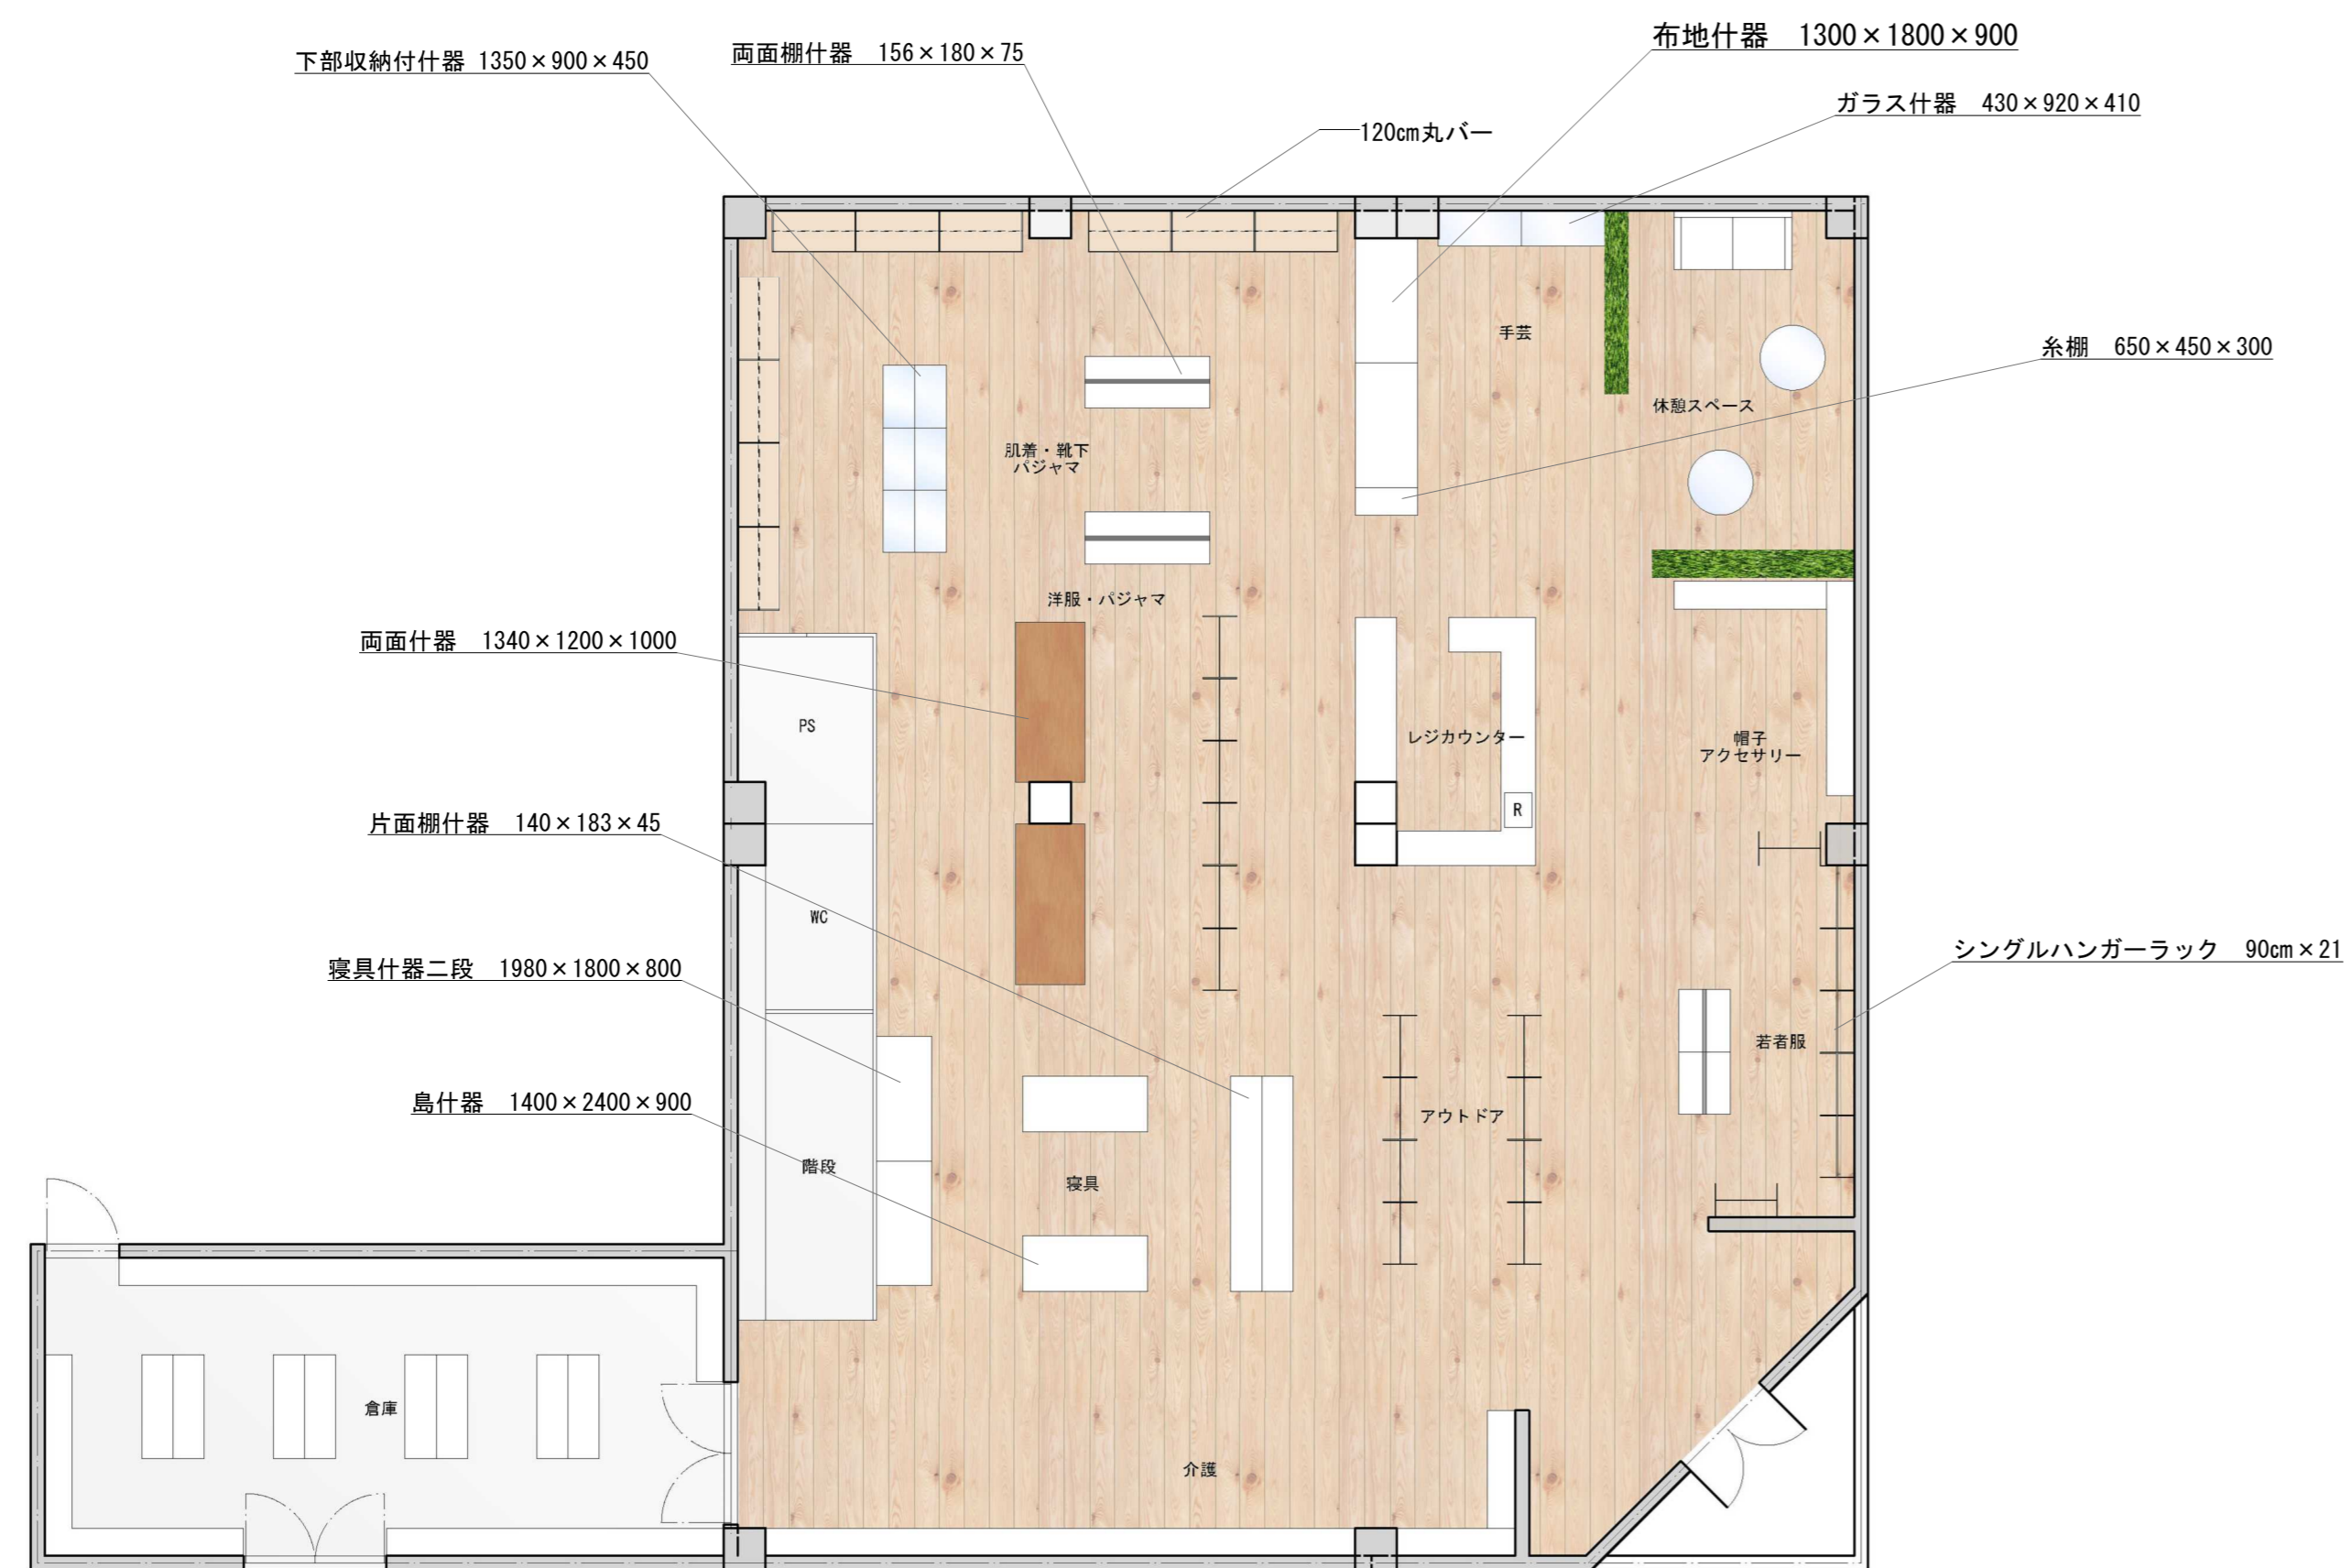 布地什器　1300×1800×900
下部収納付什器 1350×900×450
両面棚什器　156×180×75
ガラス什器　430×920×410
120㎝丸バー
手芸
糸棚　650×450×300
休憩スペース
肌着・靴下
パジャマ
洋服・パジャマ
両面什器　1340×1200×1000
PS
レジカウンター
帽子
アクセサリー
R
片面棚什器　140×183×45
WC
シングルハンガーラック　90㎝×21
寝具什器二段　1980×1800×800
若者服
島什器　1400×2400×900
アウトドア
階段
寝具
倉庫
介護